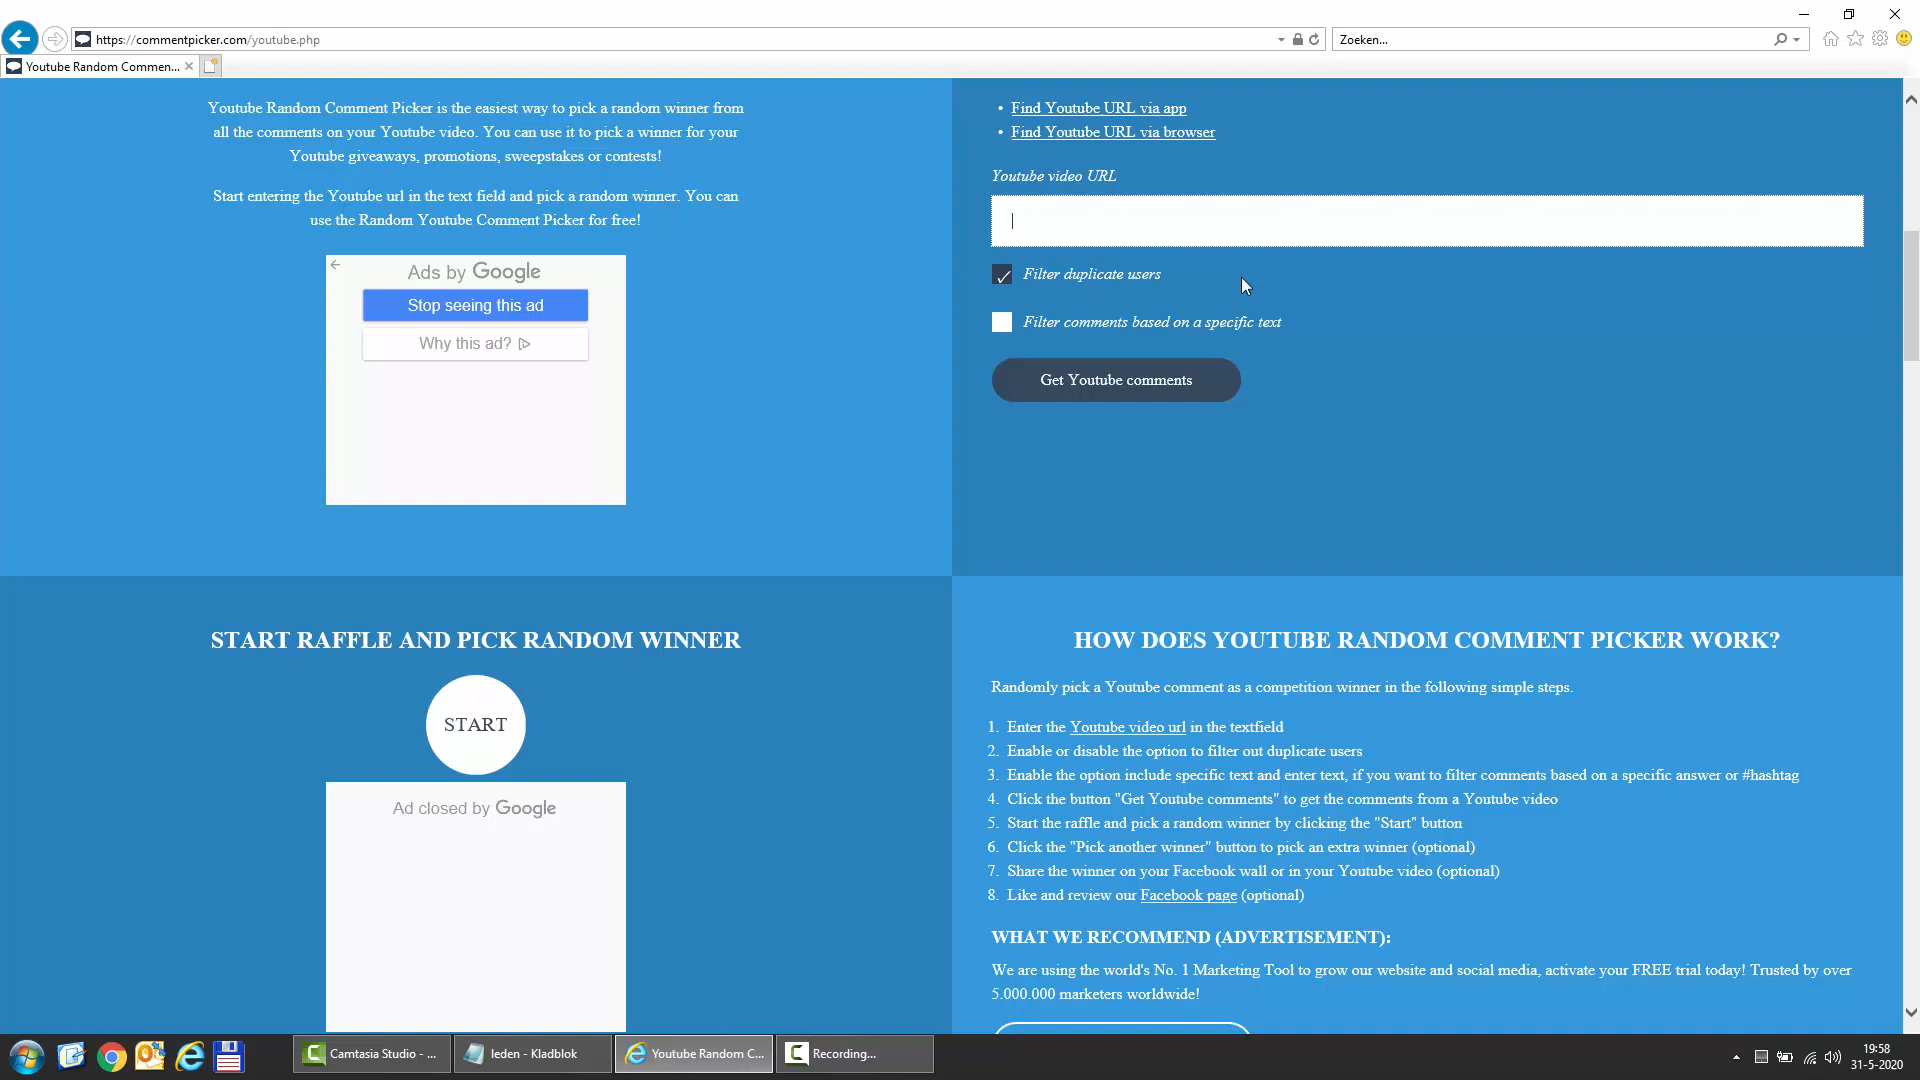 https://commentpicker.com/youtube.php
Zoeken...
Youtube Random Commen...
Youtube Random Comment Picker is the easiest way to pick a random winner from
all the comments on your Youtube video. You can use it to pick a winner for your
Youtube giveaways, promotions, sweepstakes or contests!
Start entering the Youtube url in the text field and pick a random winner. You can
use the Random Youtube Comment Picker for free!
Ads by Google
Stop seeing this ad
Why this ad?
• Find Youtube URL via app
• Find Youtube URL via browser
Youtube video URL
Filter duplicate users
Filter comments based on a specific text
Get Youtube comments
START RAFFLE AND PICK RANDOM WINNER
START
Ad closed by Google
HOW DOES YOUTUBE RANDOM COMMENT PICKER WORK?
Randomly pick a Youtube comment as a competition winner in the following simple steps.
1. Enter the Youtube video url in the textfield
2. Enable or disable the option to filter out duplicate users
3. Enable the option include specific text and enter text, if you want to filter comments based on a specific answer or #hashtag
4. Click the button "Get Youtube comments" to get the comments from a Youtube video
5. Start the raffle and pick a random winner by clicking the "Start" button
6. Click the "Pick another winner" button to pick an extra winner (optional)
7. Share the winner on your Facebook wall or in your Youtube video (optional)
8. Like and review our Facebook page (optional)
WHAT WE RECOMMEND (ADVERTISEMENT):
We are using the world's No. 1 Marketing Tool to grow our website and social media, activate your FREE trial today! Trusted by over
5.000.000 marketers worldwide!
Camtasia Studio - ...
leden - Kladblok
Youtube Random C...
Recording...
19:58
31-5-2020